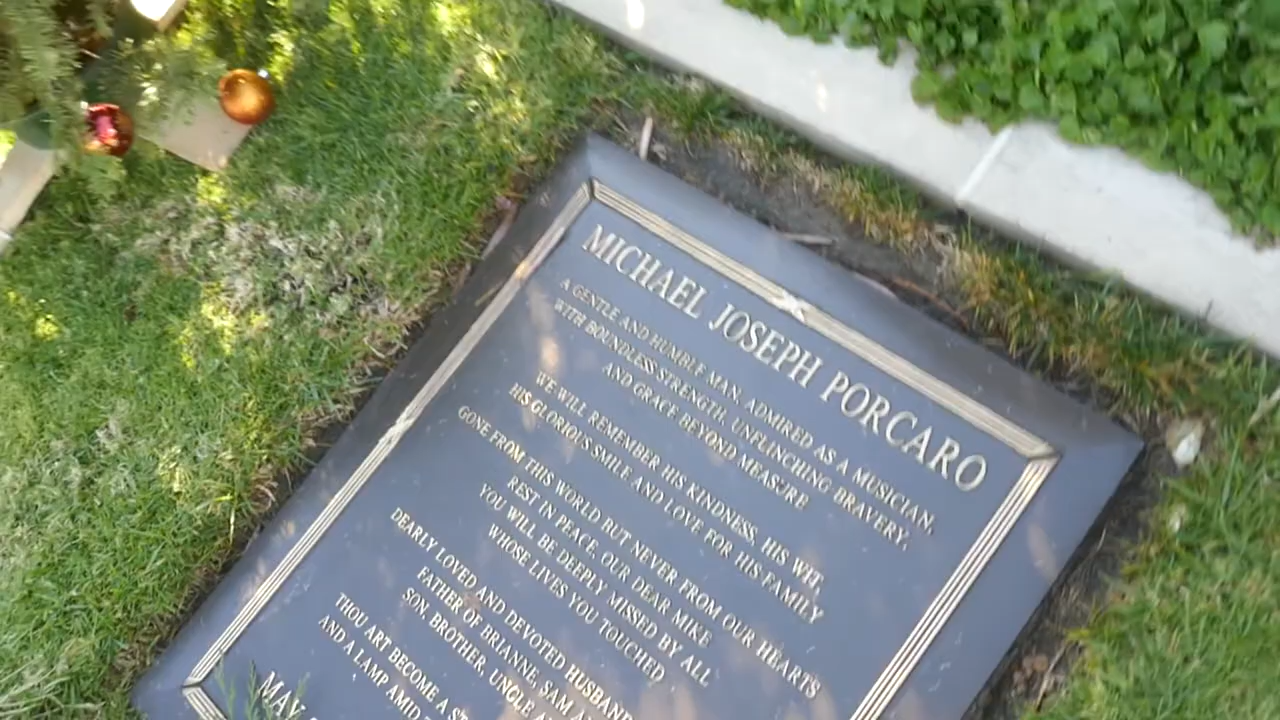 MICHAEL JOSEPH PORCARO
A GENTLE AND HUMBLE MAN, ADMIRED AS A MUSICIAN,
WITH BOUNDLESS STRENGTH, UNFLINCHING BRAVERY,
AND GRACE BEYOND MEASURE
WE WILL REMEMBER HIS KINDNESS, HIS WIT,
HIS GLORIOUS SMILE AND LOVE FOR HIS FAMILY
GONE FROM THIS WORLD BUT NEVER FROM OUR HEARTS
REST IN PEACE, OUR DEAR MIKE
YOU WILL BE DEEPLY MISSED BY ALL
WHOSE LIVES YOU TOUCHED
DEARLY LOVED AND DEVOTED HUSBAND
FATHER OF BRIANNE, SAM
SON, BROTHER, UNCLE
THOU ART BECOME A
AND A LAMP AMID
MAY